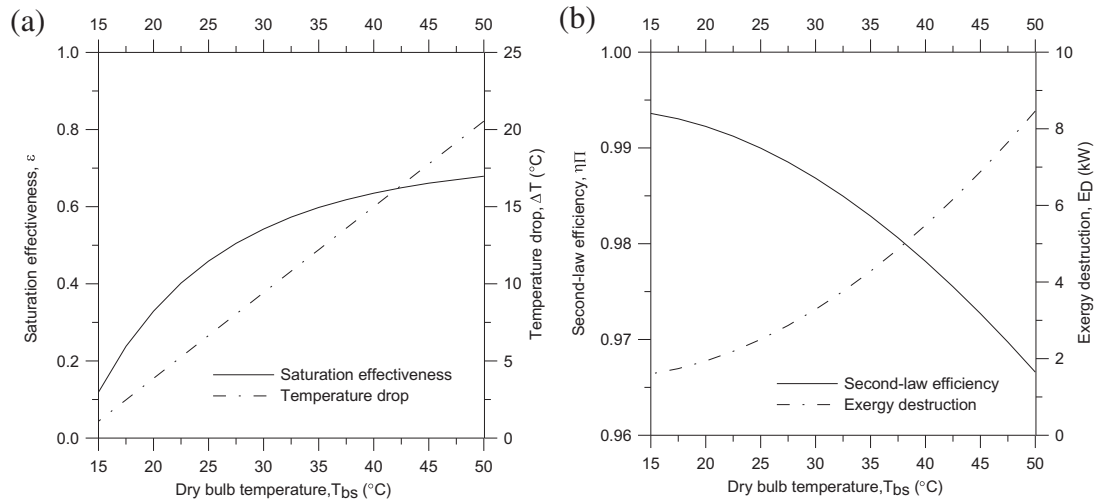 (a)
15 20 25 30 35 40 45 50
1.0
0.8
0.6
0.4
0.2
0.0
Saturation effectiveness, ε
25
20
15
10
5
0
Temperature drop, ΔT (°C)
Saturation effectiveness
Temperature drop
15 20 25 30 35 40 45 50
Dry bulb temperature,Tbs (°C)
(b)
15 20 25 30 35 40 45 50
1.00
0.99
0.98
0.97
0.96
Second-law efficiency, ηΠ
10
8
6
4
2
0
Exergy destruction, ED (kW)
Second-law efficiency
Exergy destruction
15 20 25 30 35 40 45 50
Dry bulb temperature,Tbs (°C)